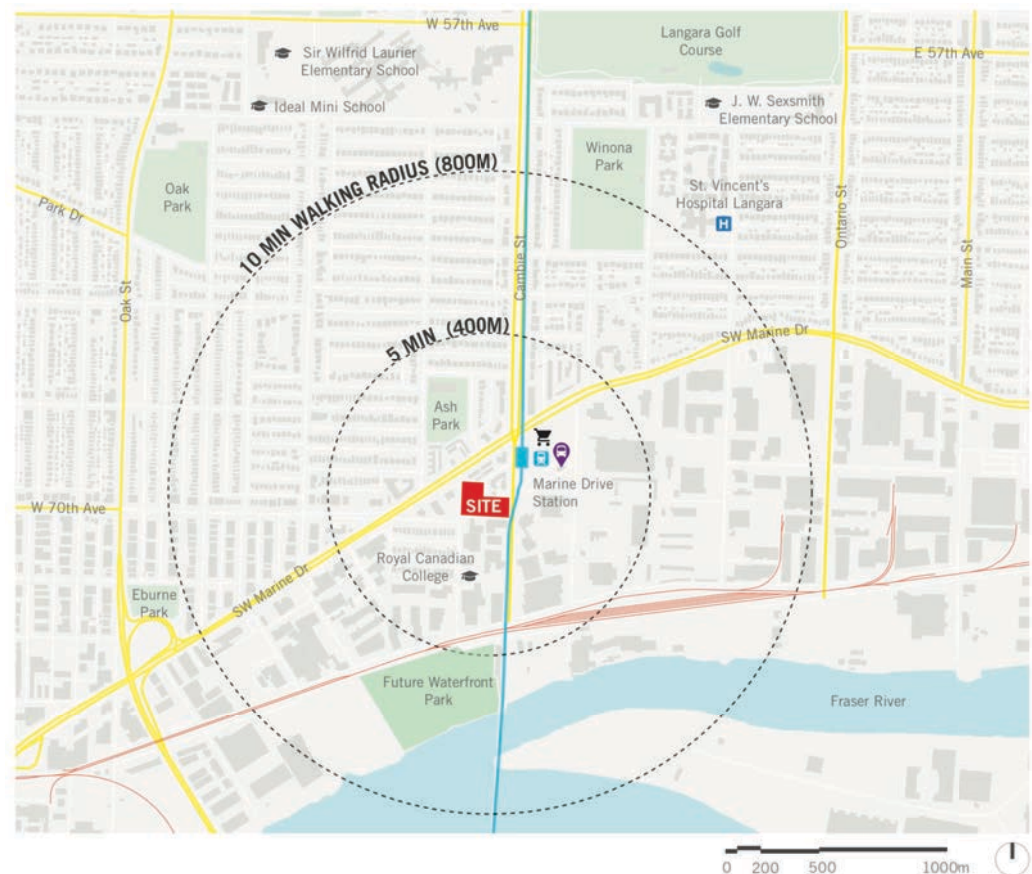 W 57th Ave
Langara Golf
Course
E 57th Ave
Sir Wilfrid Laurier
Elementary School
Ideal Mini School
J. W. Sexsmith
Elementary School
Winona
Park
10 MIN WALKING RADIUS (800M)
Oak
Park
St. Vincent's
Hospital Langara
H
Park Dr
Ontario St
Main St
Cambie St
Oak St
5 MIN (400M)
SW Marine Dr
Ash
Park
Marine Drive
Station
SITE
W 70th Ave
Royal Canadian
College
SW Marine Dr
Eburne
Park
Future Waterfront
Park
Fraser River
0 200 500 1000m